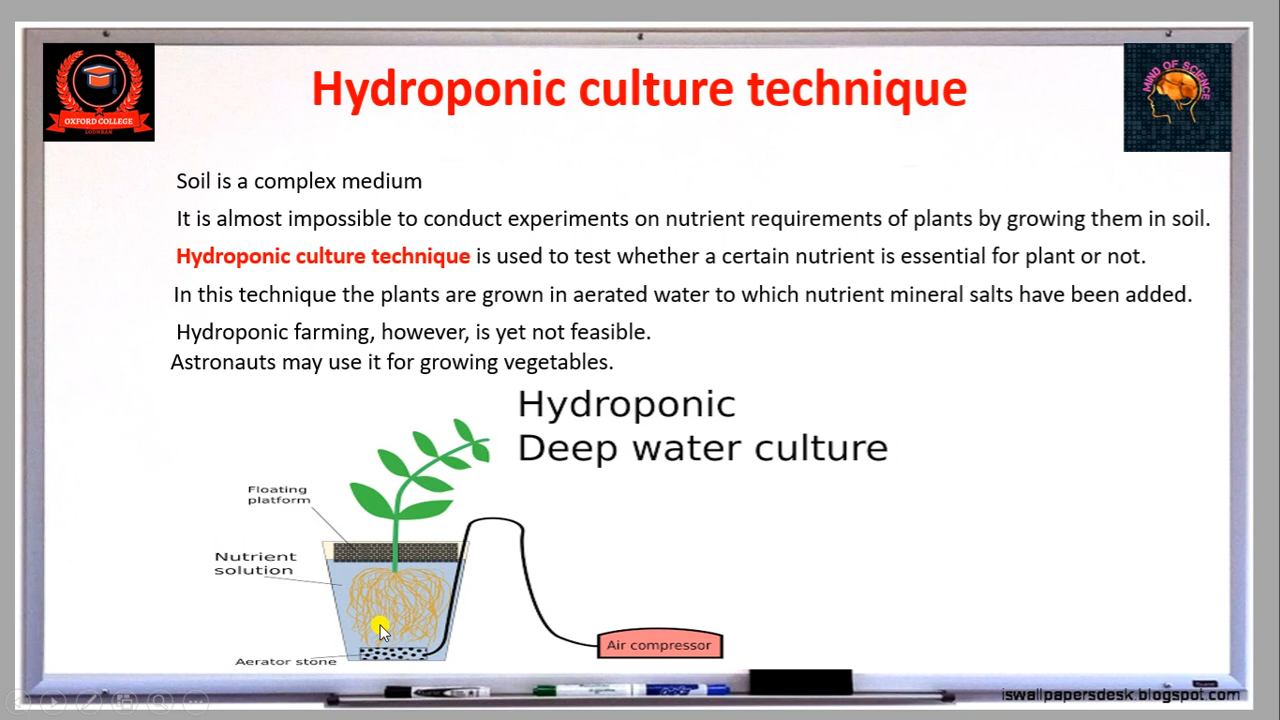 Hydroponic culture technique
OXFORD COLLEGE
LODHRAN
MIND OF SCIENCE
Soil is a complex medium
It is almost impossible to conduct experiments on nutrient requirements of plants by growing them in soil.
Hydroponic culture technique is used to test whether a certain nutrient is essential for plant or not.
In this technique the plants are grown in aerated water to which nutrient mineral salts have been added.
Hydroponic farming, however, is yet not feasible.
Astronauts may use it for growing vegetables.
Hydroponic
Deep water culture
Floating
platform
Nutrient
solution
Air compressor
Aerator stone
iswallpapersdesk.blogspot.com